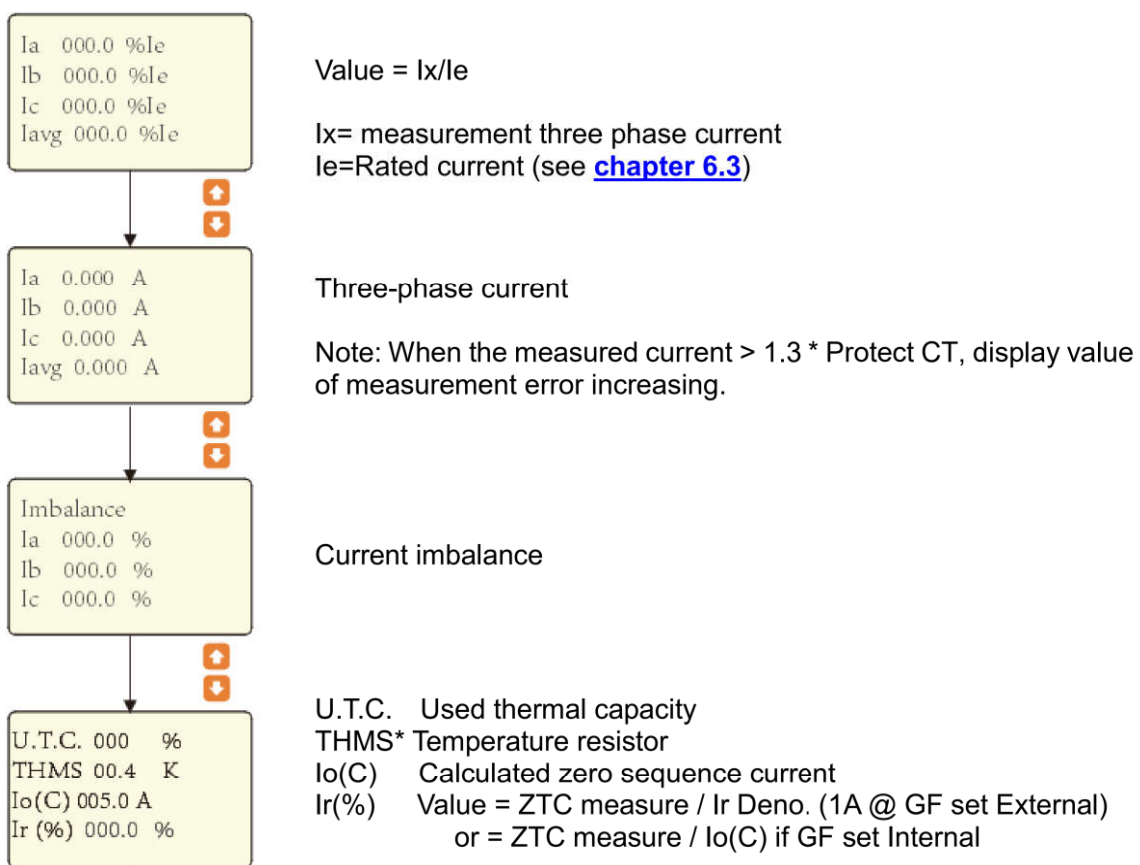 Ia 000.0 %Ie
Ib 000.0 %Ie
Ic 000.0 %Ie
Iavg 000.0 %Ie
Value = Ix/Ie
Ix= measurement three phase current
Ie=Rated current (see chapter 6.3)
Ia 0.000 A
Ib 0.000 A
Ic 0.000 A
Iavg 0.000 A
Three-phase current
Note: When the measured current > 1.3 * Protect CT, display value
of measurement error increasing.
Imbalance
Ia 000.0 %
Ib 000.0 %
Ic 000.0 %
Current imbalance
U.T.C. 000 %
THMS 00.4 K
Io(C) 005.0 A
Ir (%) 000.0 %
U.T.C. Used thermal capacity
THMS* Temperature resistor
Io(C) Calculated zero sequence current
Ir(%) Value = ZTC measure / Ir Deno. (1A @ GF set External)
or = ZTC measure / Io(C) if GF set Internal